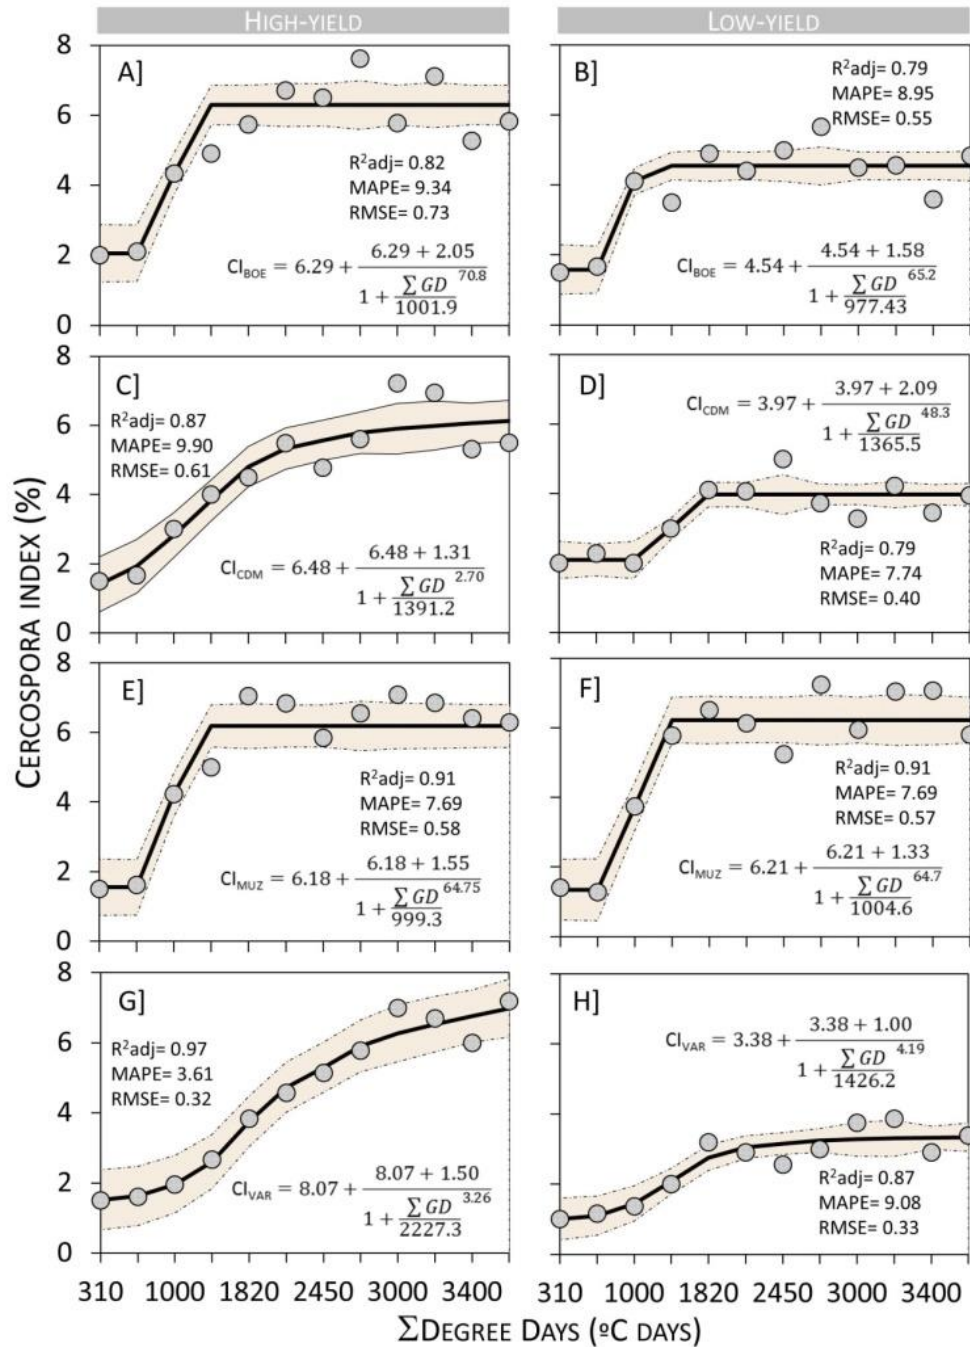 HIGH-YIELD
LOW-YIELD
CERCOSPORA INDEX (%)
A]
8
6
4
2
0
R²adj= 0.82
MAPE= 9.34
RMSE= 0.73
CI_BOE = 6.29 + (6.29 + 2.05) / (1 + (∑GD / 1001.9)^70.8)
B]
R²adj= 0.79
MAPE= 8.95
RMSE= 0.55
CI_BOE = 4.54 + (4.54 + 1.58) / (1 + (∑GD / 977.43)^65.2)
C]
8
6
4
2
0
R²adj= 0.87
MAPE= 9.90
RMSE= 0.61
CI_CDM = 6.48 + (6.48 + 1.31) / (1 + (∑GD / 1391.2)^2.70)
D]
CI_CDM = 3.97 + (3.97 + 2.09) / (1 + (∑GD / 1365.5)^48.3)
R²adj= 0.79
MAPE= 7.74
RMSE= 0.40
E]
8
6
4
2
0
R²adj= 0.91
MAPE= 7.69
RMSE= 0.58
CI_MUZ = 6.18 + (6.18 + 1.55) / (1 + (∑GD / 999.3)^64.75)
F]
R²adj= 0.91
MAPE= 7.69
RMSE= 0.57
CI_MUZ = 6.21 + (6.21 + 1.33) / (1 + (∑GD / 1004.6)^64.7)
G]
8
6
4
2
0
R²adj= 0.97
MAPE= 3.61
RMSE= 0.32
CI_VAR = 8.07 + (8.07 + 1.50) / (1 + (∑GD / 2227.3)^3.26)
H]
CI_VAR = 3.38 + (3.38 + 1.00) / (1 + (∑GD / 1426.2)^4.19)
R²adj= 0.87
MAPE= 9.08
RMSE= 0.33
310 1000 1820 2450 3000 3400
310 1000 1820 2450 3000 3400
∑DEGREE DAYS (ºC DAYS)